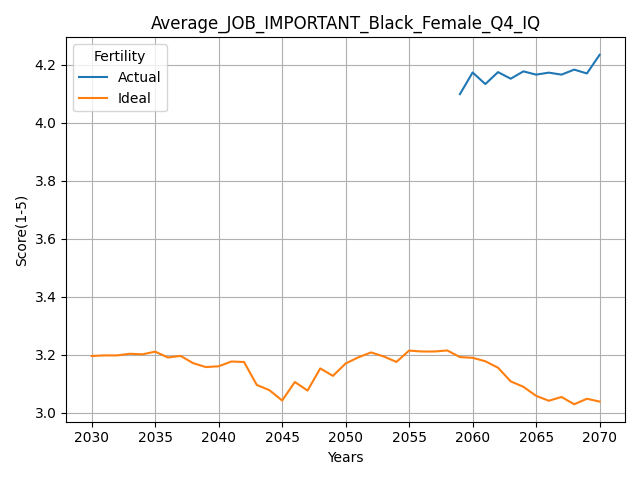 Average_JOB_IMPORTANT_Black_Female_Q4_IQ
Fertility
Actual
Ideal
Score(1-5)
4.2
4.0
3.8
3.6
3.4
3.2
3.0
2030 2035 2040 2045 2050 2055 2060 2065 2070
Years